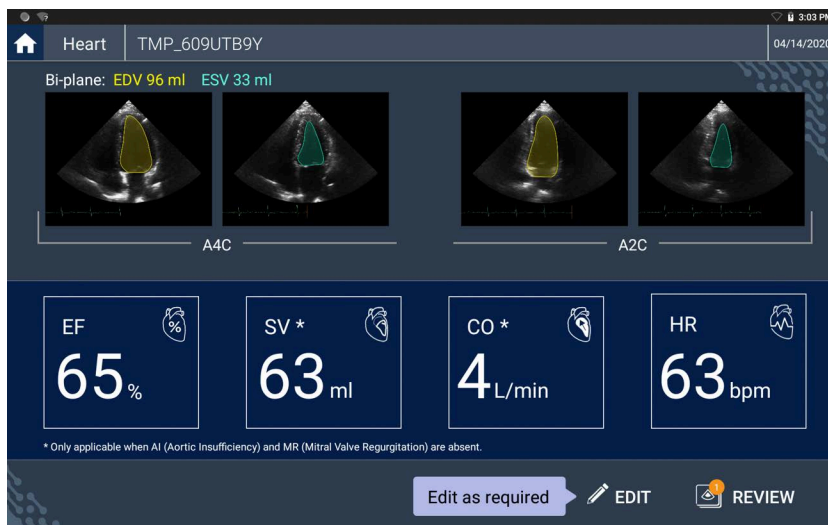 3:03 PM
Heart
TMP_609UTB9Y
04/14/2020
Bi-plane: EDV 96 ml ESV 33 ml
A4C
A2C
EF
65 %
SV *
63 ml
CO *
4 L/min
HR
63 bpm
* Only applicable when AI (Aortic Insufficiency) and MR (Mitral Valve Regurgitation) are absent.
Edit as required
EDIT
1
REVIEW